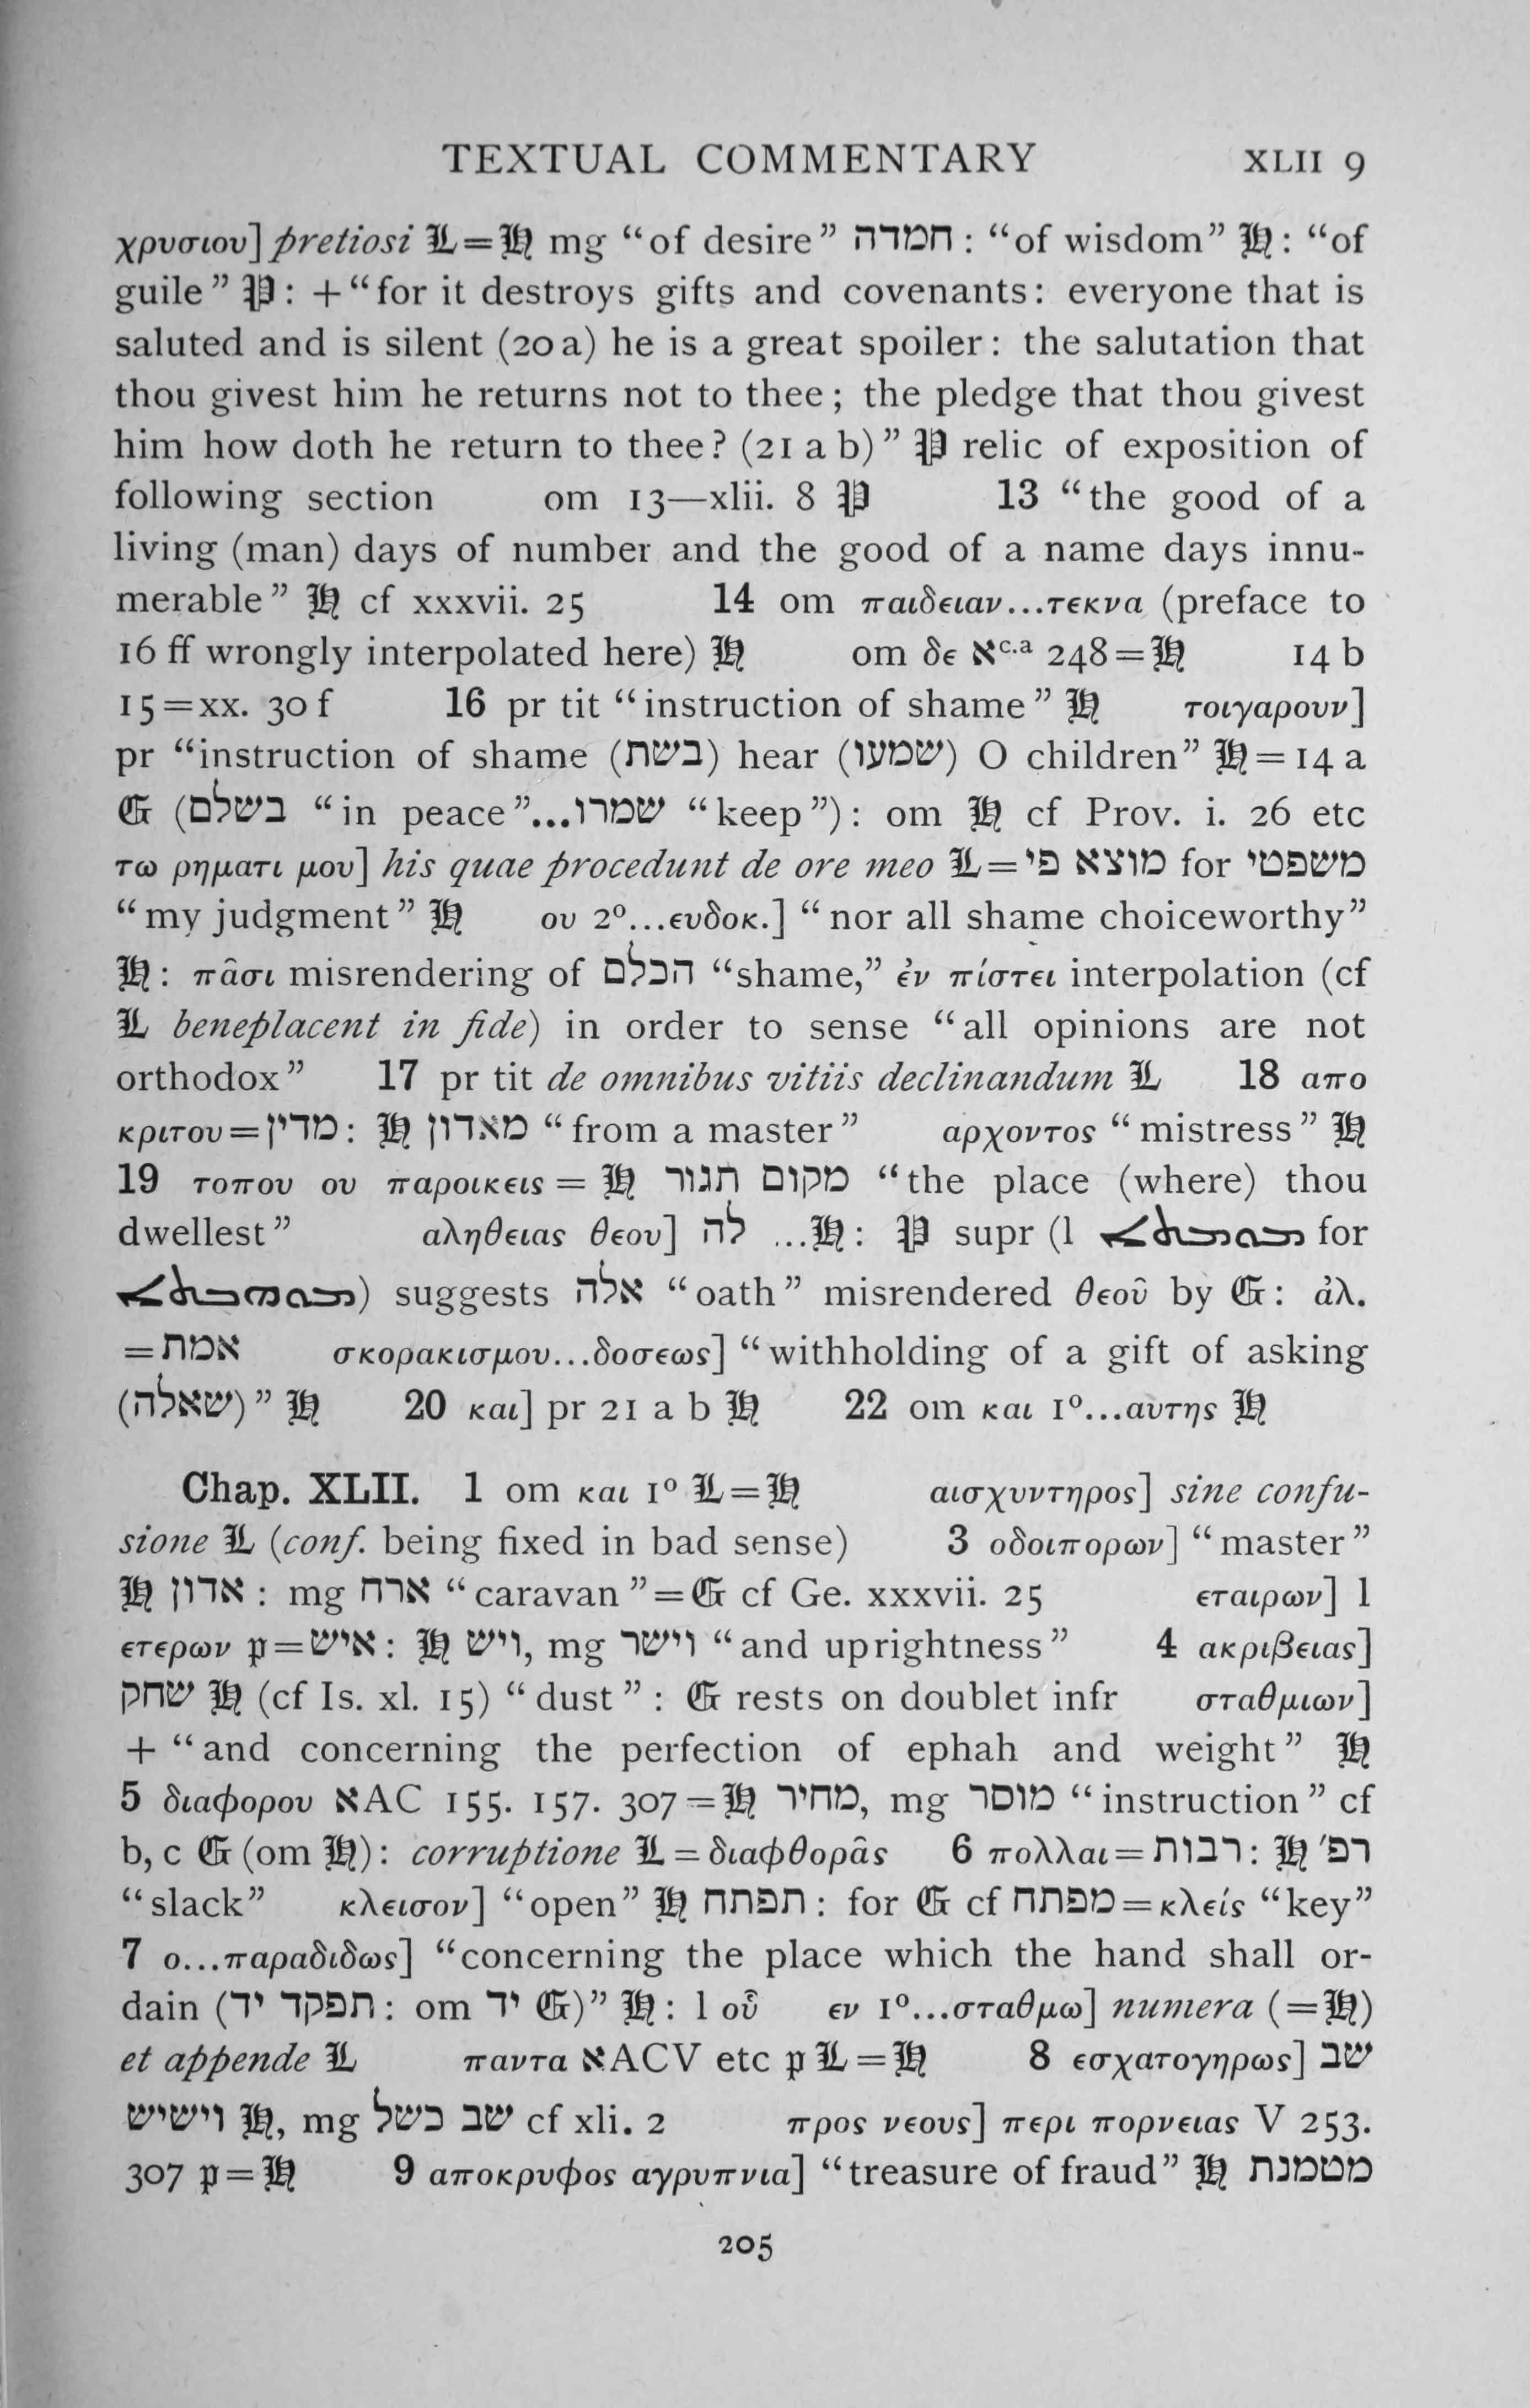 TEXTUAL COMMENTARY XLII 9
χρυσιου] pretiosi 𝕷=𝕳 mg “of desire” חמדה : “of wisdom” 𝕳: “of
guile” 𝕻: +“for it destroys gifts and covenants: everyone that is
saluted and is silent (20 a) he is a great spoiler: the salutation that
thou givest him he returns not to thee; the pledge that thou givest
him how doth he return to thee? (21 a b)” 𝕻 relic of exposition of
following section om 13—xlii. 8 𝕻 13 “the good of a
living (man) days of number and the good of a name days innu-
merable” 𝕳 cf xxxvii. 25 14 om παιδειαν...τεκνα (preface to
16 ff wrongly interpolated here) 𝕳 om δε אc.a 248=𝕳 14 b
15=xx. 30 f 16 pr tit “instruction of shame” 𝕳 τοιγαρουν]
pr “instruction of shame (בשת) hear (שמעו) O children” 𝕳=14 a
𝕲 (בשלם “in peace”...שמרו “keep”): om 𝕳 cf Prov. i. 26 etc
τω ρηματι μου] his quae procedunt de ore meo 𝕷=מוצא פי for משפטי
“my judgment” 𝕳 ου 2⁰...ευδοκ.] “nor all shame choiceworthy”
𝕳: πᾶσι misrendering of הכלם “shame,” ἐν πίστει interpolation (cf
𝕷 beneplacent in fide) in order to sense “all opinions are not
orthodox” 17 pr tit de omnibus vitiis declinandum 𝕷 18 απο
κριτου=מדין: 𝕳 מאדון “from a master” αρχοντος “mistress” 𝕳
19 τοπου ου παροικεις = 𝕳 מקום תגור “the place (where) thou
dwellest” αληθειας θεου] לה ...𝕳: 𝕻 supr (l ܡܘܡܬܐ for
ܡܘܗܒܬܐ) suggests אלה “oath” misrendered θεοῦ by 𝕲: ἀλ.
=אמת σκορακισμου...δοσεως] “withholding of a gift of asking
(שאלה)” 𝕳 20 και] pr 21 a b 𝕳 22 om και 1⁰...αυτης 𝕳
Chap. XLII. 1 om και 1⁰ 𝕷=𝕳 αισχυντηρος] sine confu-
sione 𝕷 (conf. being fixed in bad sense) 3 οδοιπορων] “master”
𝕳 אדון : mg ארח “caravan”=𝕲 cf Ge. xxxvii. 25 εταιρων] l
ετερων 𝔭=איש: 𝕳 ויש, mg וישר “and uprightness” 4 ακριβειας]
שחק 𝕳 (cf Is. xl. 15) “dust” : 𝕲 rests on doublet infr σταθμιων]
+ “and concerning the perfection of ephah and weight” 𝕳
5 διαφορου אAC 155. 157. 307=𝕳 מחיר, mg מוסר “instruction” cf
b, c 𝕲 (om 𝕳): corruptione 𝕷=διαφθορᾶς 6 πολλαι=רבות: 𝕳 רפ׳
“slack” κλεισον] “open” 𝕳 תפתח : for 𝕲 cf מפתח=κλείς “key”
7 ο...παραδιδως] “concerning the place which the hand shall or-
dain (תפקד יד : om יד 𝕲)” 𝕳: l οὗ εν 1⁰...σταθμω] numera (=𝕳)
et appende 𝕷 παντα אACV etc 𝔭 𝕷=𝕳 8 εσχατογηρως] שב
וישיש 𝕳, mg שב כשל cf xli. 2 προς νεους] περι πορνειας V 253.
307 𝔭=𝕳 9 αποκρυφος αγρυπνια] “treasure of fraud” 𝕳 מטמנת
205